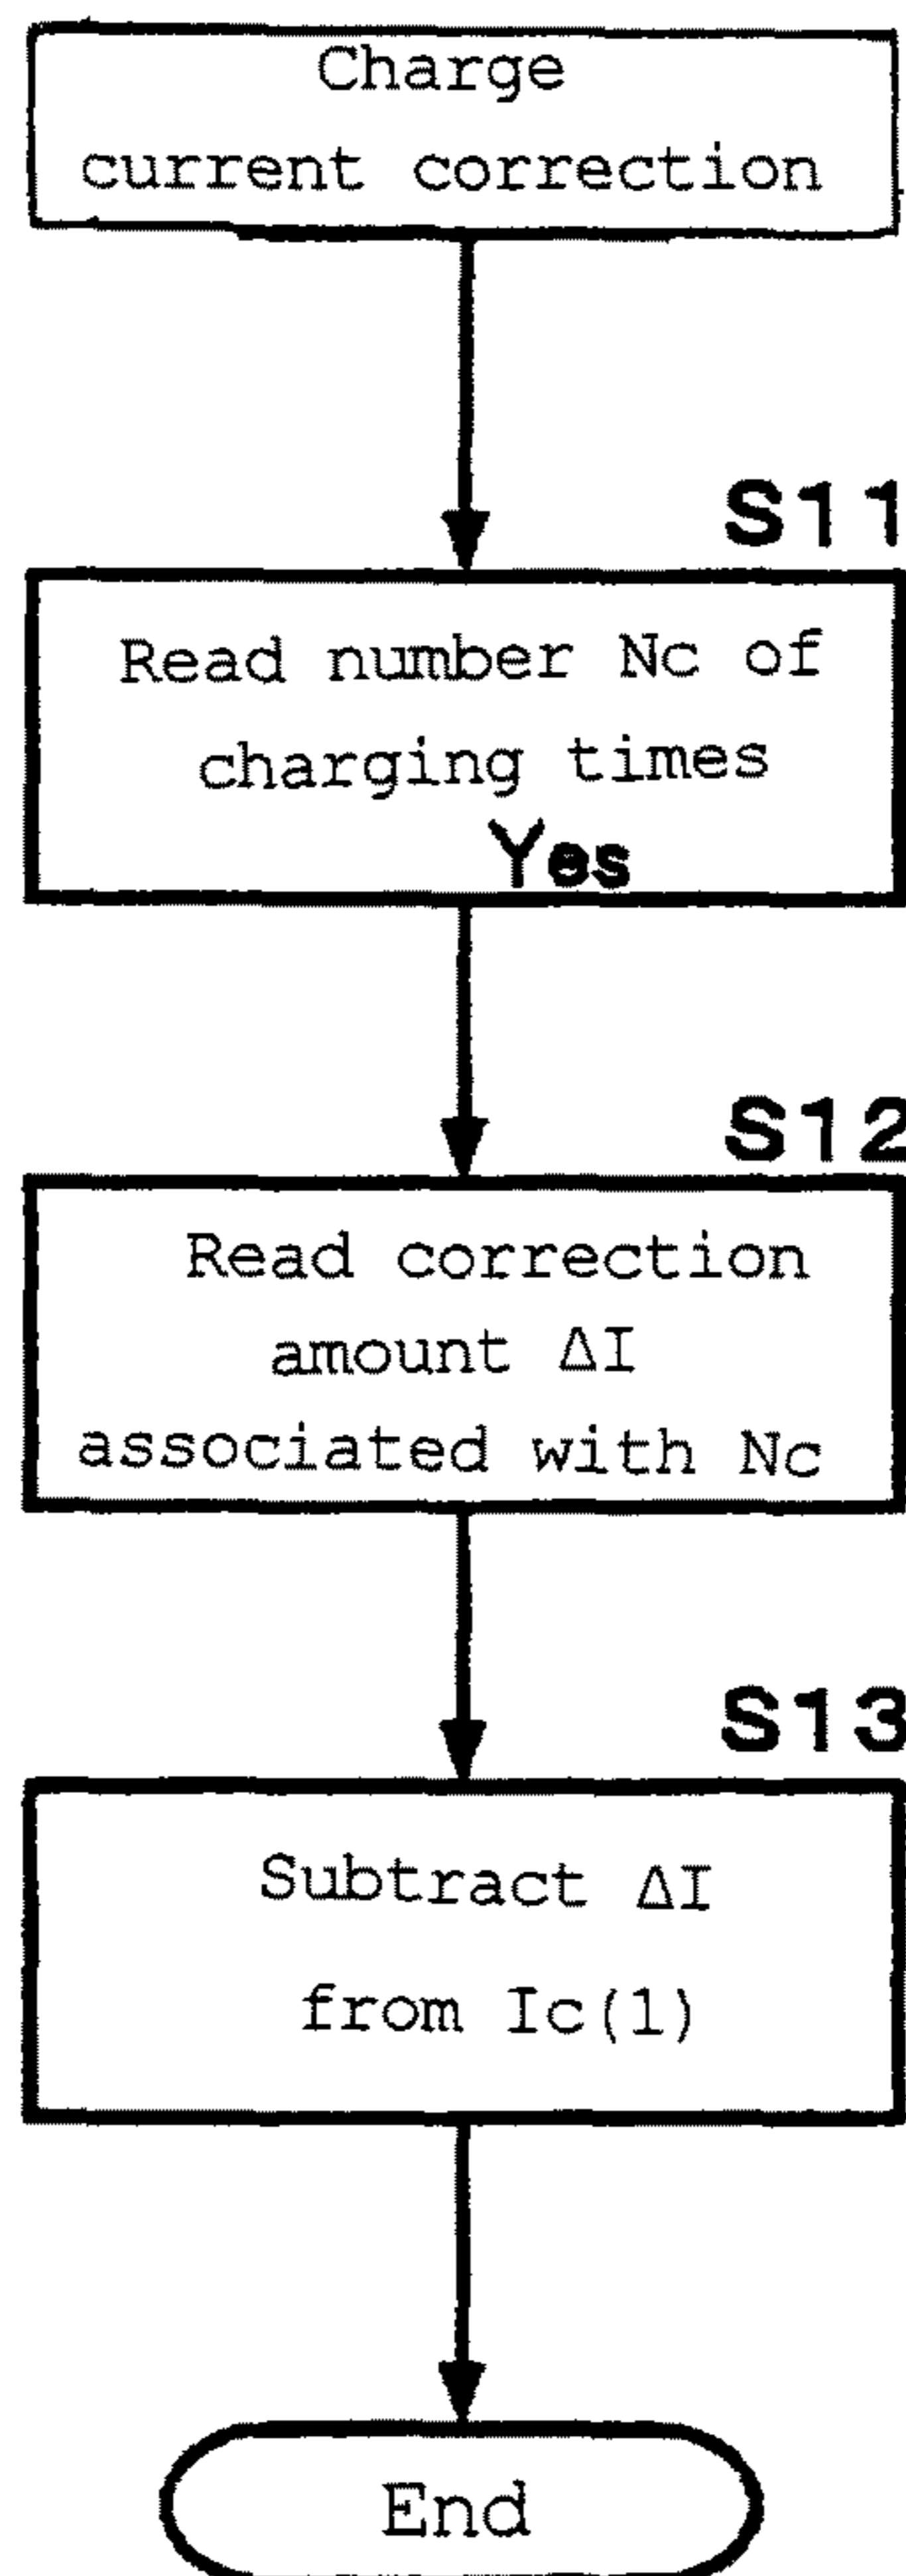 Charge
current correction
S11
Read number Nc of
charging times
Yes
S12
Read correction
amount ΔI
associated with Nc
S13
Subtract ΔI
from Ic(1)
End